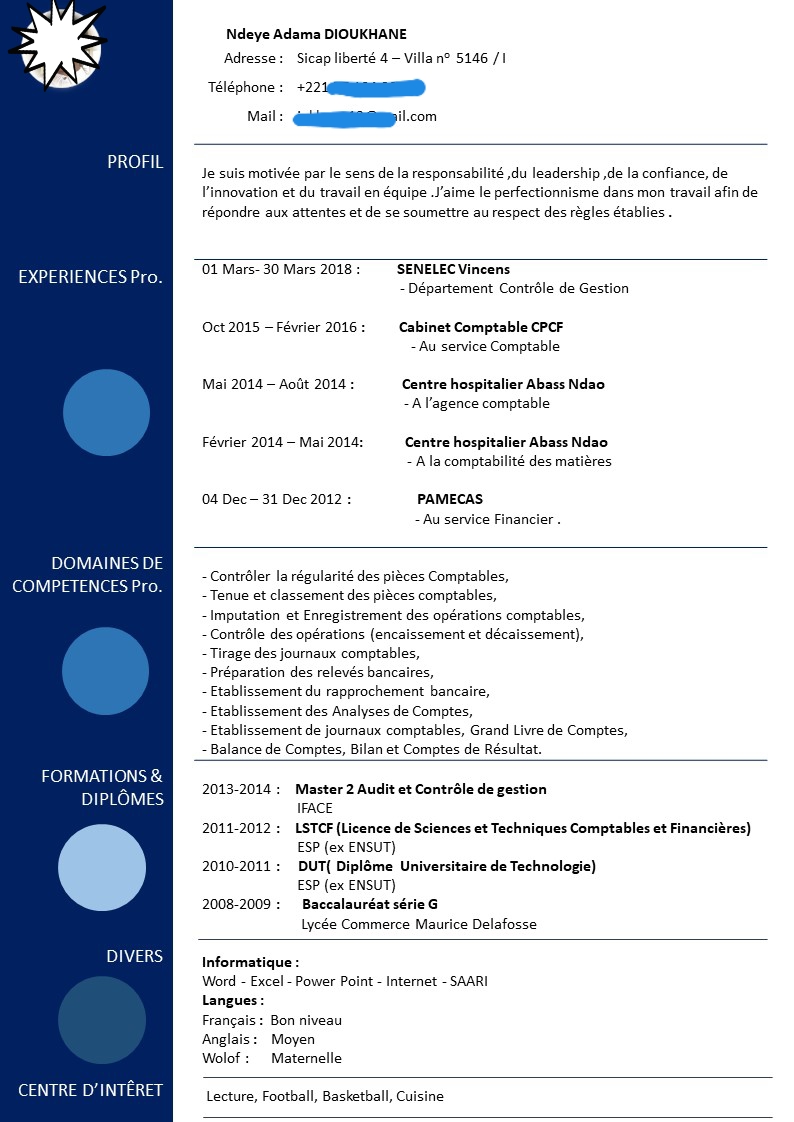 Ndeye Adama DIOUKHANE
Adresse : Sicap liberté 4 – Villa n° 5146 / I
Téléphone : +221
Mail : ail.com
PROFIL
Je suis motivée par le sens de la responsabilité ,du leadership ,de la confiance, de
l’innovation et du travail en équipe .J’aime le perfectionnisme dans mon travail afin de
répondre aux attentes et de se soumettre au respect des règles établies .
EXPERIENCES Pro.
01 Mars- 30 Mars 2018 : SENELEC Vincens
- Département Contrôle de Gestion
Oct 2015 – Février 2016 : Cabinet Comptable CPCF
- Au service Comptable
Mai 2014 – Août 2014 : Centre hospitalier Abass Ndao
- A l’agence comptable
Février 2014 – Mai 2014: Centre hospitalier Abass Ndao
- A la comptabilité des matières
04 Dec – 31 Dec 2012 : PAMECAS
- Au service Financier .
DOMAINES DE
COMPETENCES Pro.
- Contrôler la régularité des pièces Comptables,
- Tenue et classement des pièces comptables,
- Imputation et Enregistrement des opérations comptables,
- Contrôle des opérations (encaissement et décaissement),
- Tirage des journaux comptables,
- Préparation des relevés bancaires,
- Etablissement du rapprochement bancaire,
- Etablissement des Analyses de Comptes,
- Etablissement de journaux comptables, Grand Livre de Comptes,
- Balance de Comptes, Bilan et Comptes de Résultat.
FORMATIONS &
DIPLÔMES
2013-2014 : Master 2 Audit et Contrôle de gestion
IFACE
2011-2012 : LSTCF (Licence de Sciences et Techniques Comptables et Financières)
ESP (ex ENSUT)
2010-2011 : DUT( Diplôme Universitaire de Technologie)
ESP (ex ENSUT)
2008-2009 : Baccalauréat série G
Lycée Commerce Maurice Delafosse
DIVERS
Informatique :
Word - Excel - Power Point - Internet - SAARI
Langues :
Français : Bon niveau
Anglais : Moyen
Wolof : Maternelle
CENTRE D’INTÊRET
Lecture, Football, Basketball, Cuisine